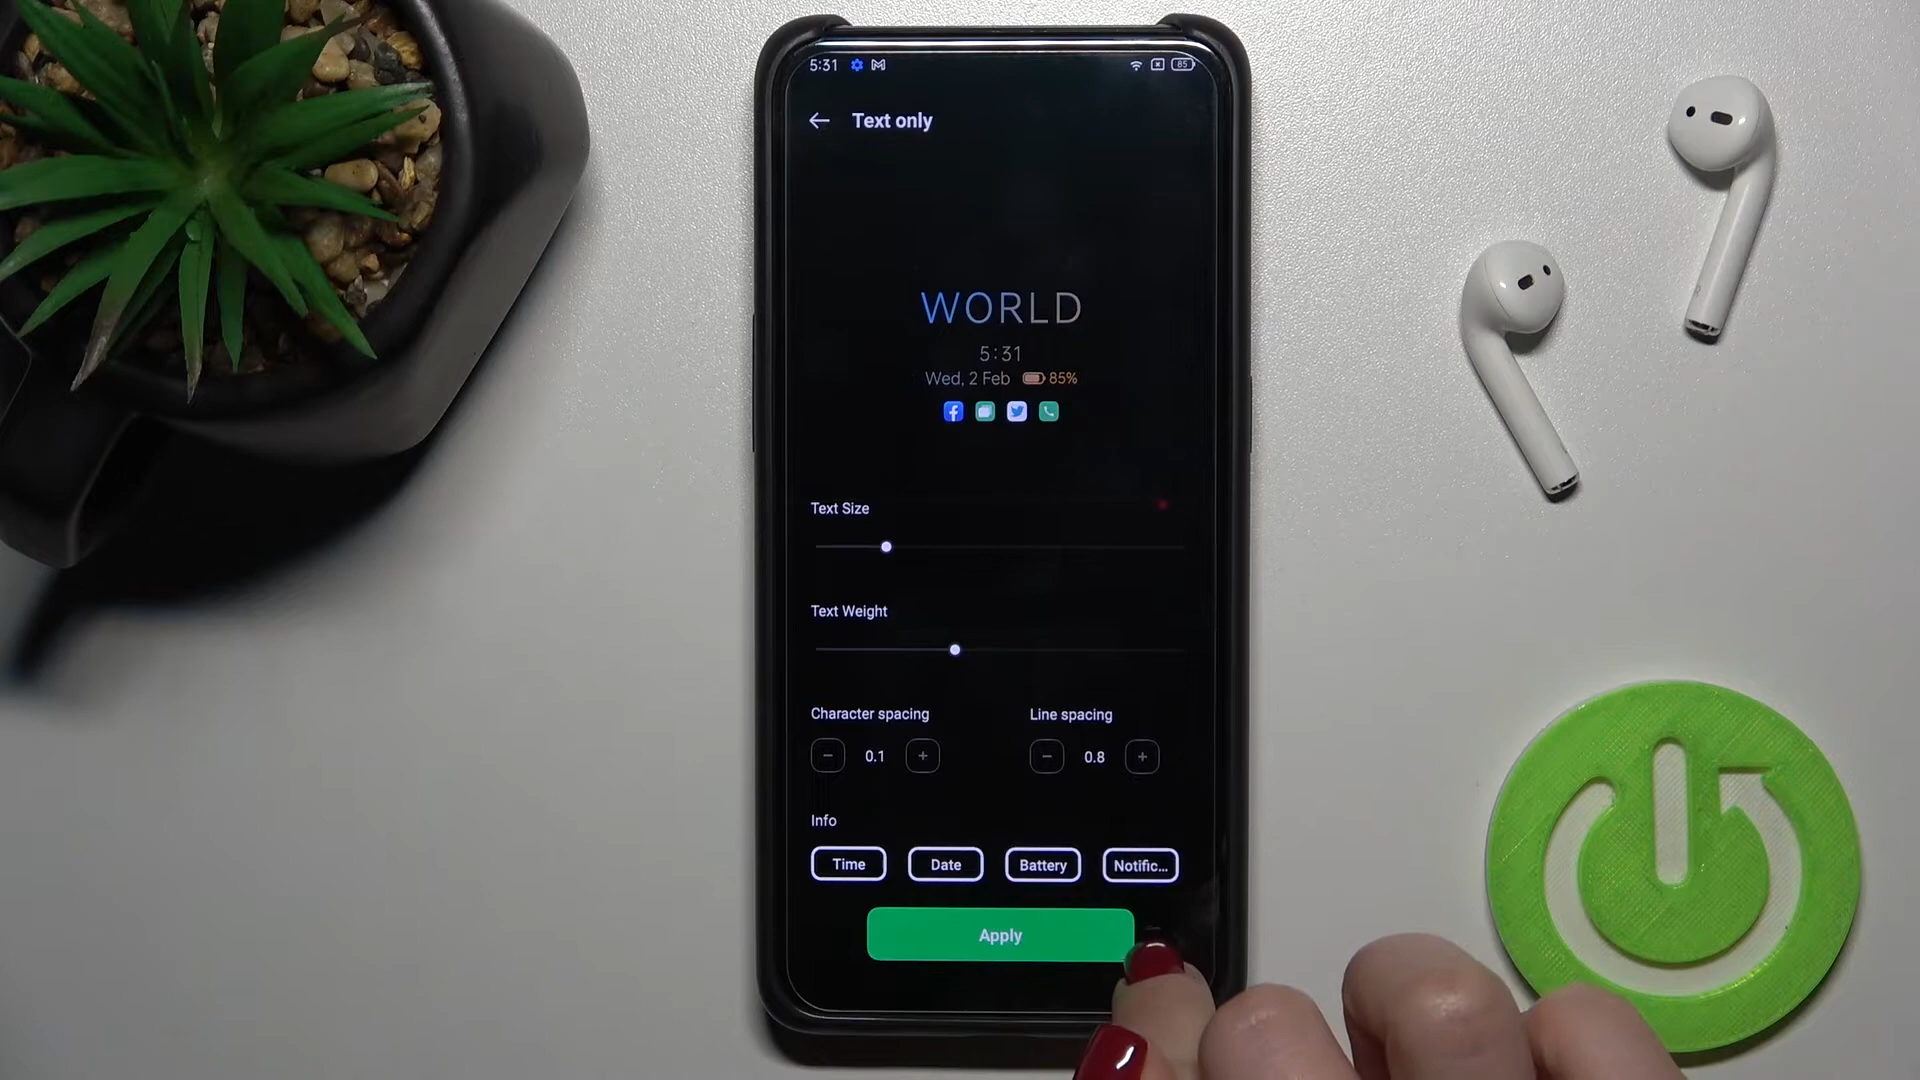 5:31 85
Text only
WORLD
5:31
Wed, 2 Feb 85%
Text Size
Text Weight
Character spacing Line spacing
− 0.1 + − 0.8 +
Info
Time Date Battery Notific...
Apply